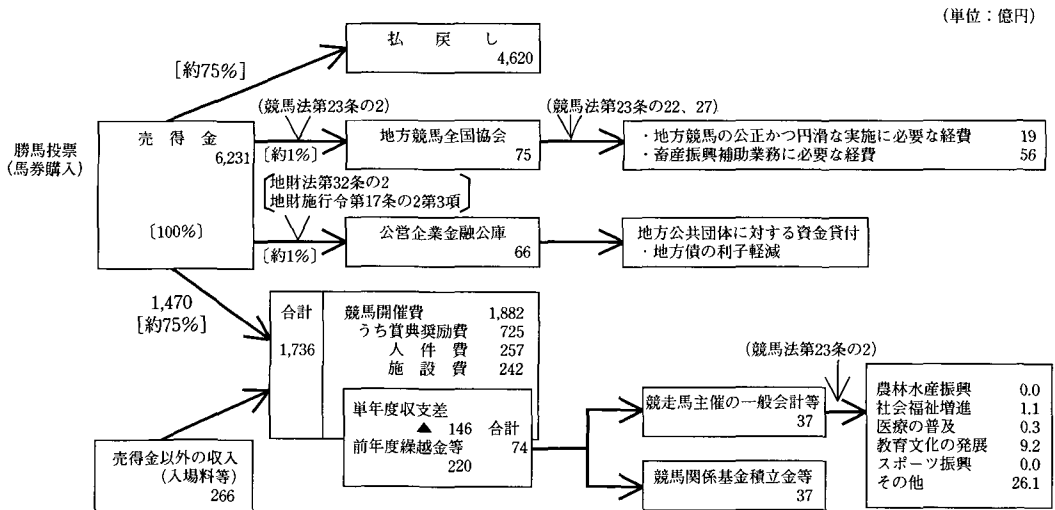 (単位：億円)
払戻し
4,620
[約75%]
(競馬法第23条の2)
(競馬法第23条の22、27)
勝馬投票
(馬券購入)
売得金
6,231
〔100%〕
〔約1%〕
地方競馬全国協会
75
・地方競馬の公正かつ円滑な実施に必要な経費 19
・畜産振興補助業務に必要な経費 56
地財法第32条の2
地財施行令第17条の2第3項
〔約1%〕
公営企業金融公庫
66
地方公共団体に対する資金貸付
・地方債の利子軽減
1,470
[約75%]
合計
1,736
競馬開催費 1,882
うち賞典奨励費 725
人件費 257
施設費 242
単年度収支差
▲ 146
前年度繰越金等
220
合計
74
売得金以外の収入
(入場料等)
266
(競馬法第23条の2)
競走馬主催の一般会計等
37
競馬関係基金積立金等
37
農林水産振興 0.0
社会福祉増進 1.1
医療の普及 0.3
教育文化の発展 9.2
スポーツ振興 0.0
その他 26.1